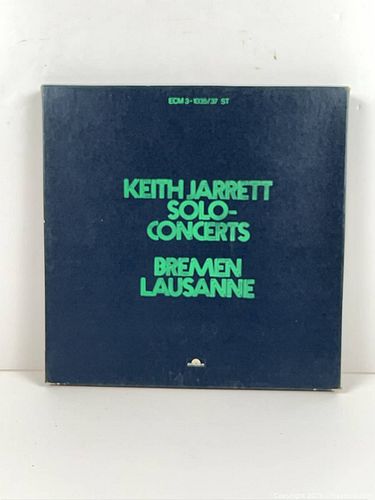 ECM 3-1035/37 ST
KEITH JARRETT
SOLO-
CONCERTS
BREMEN
LAUSANNE